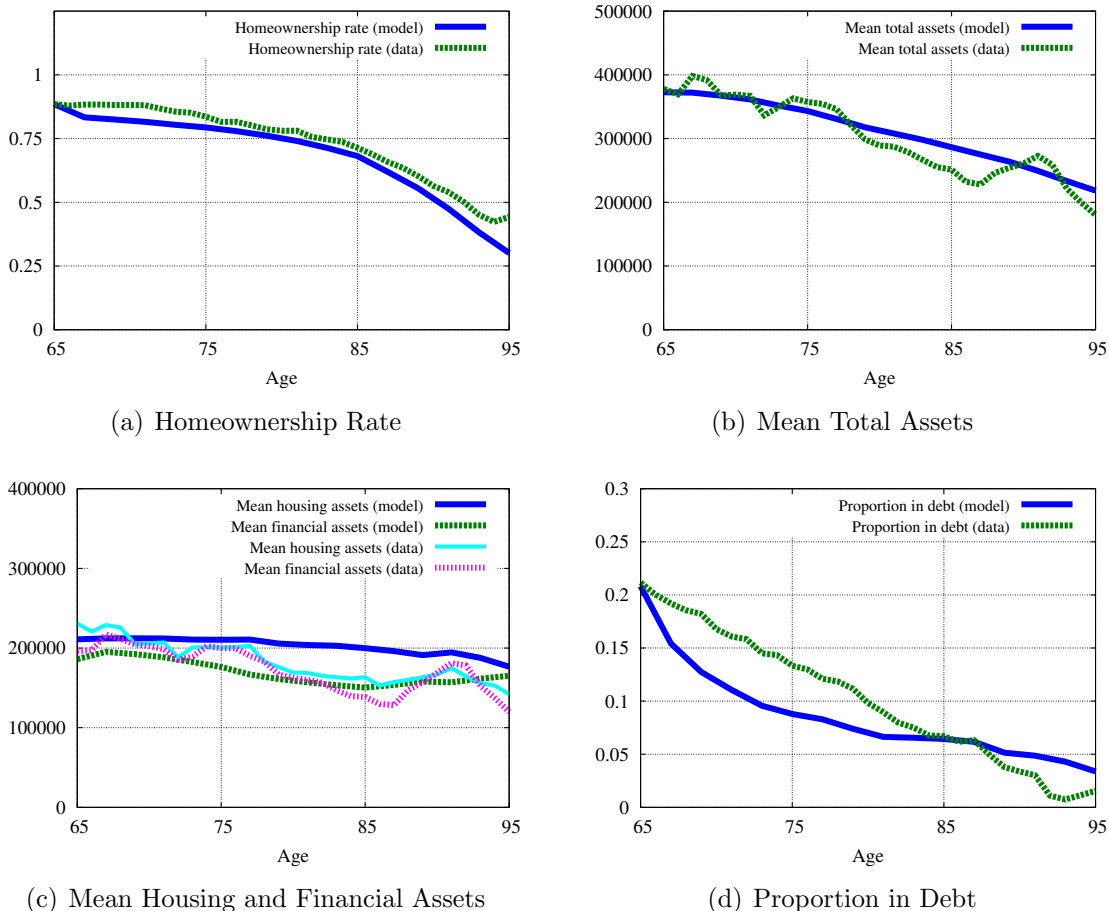 Homeownership rate (model)
Homeownership rate (data)
1
0.75
0.5
0.25
0
65 75 85 95
Age
(a) Homeownership Rate
500000
Mean total assets (model)
Mean total assets (data)
400000
300000
200000
100000
0
65 75 85 95
Age
(b) Mean Total Assets
400000
Mean housing assets (model)
Mean financial assets (model)
Mean housing assets (data)
Mean financial assets (data)
300000
200000
100000
0
65 75 85 95
Age
(c) Mean Housing and Financial Assets
0.3
Proportion in debt (model)
Proportion in debt (data)
0.25
0.2
0.15
0.1
0.05
0
65 75 85 95
Age
(d) Proportion in Debt